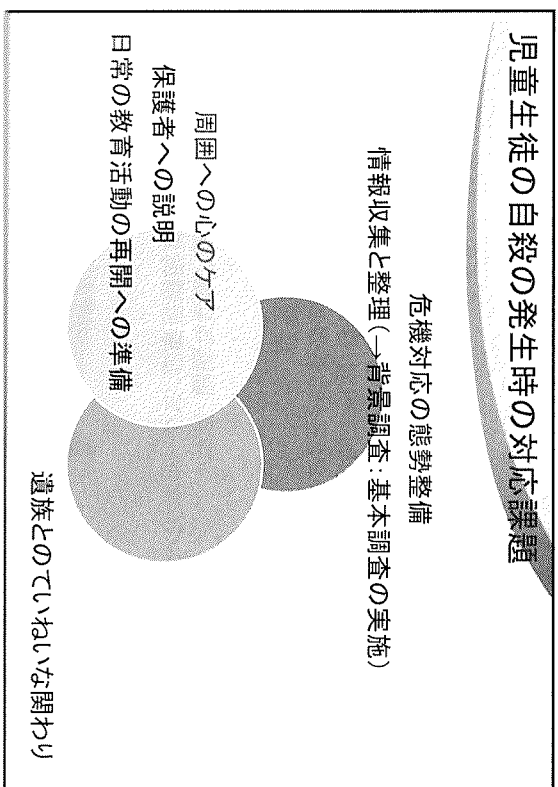 児童生徒の自殺の発生時の対応課題
危機対応の態勢整備
情報収集と整理(→背景調査:基本調査の実施)
周囲への心のケア
保護者への説明
日常の教育活動の再開への準備
遺族とのていねいな関わり